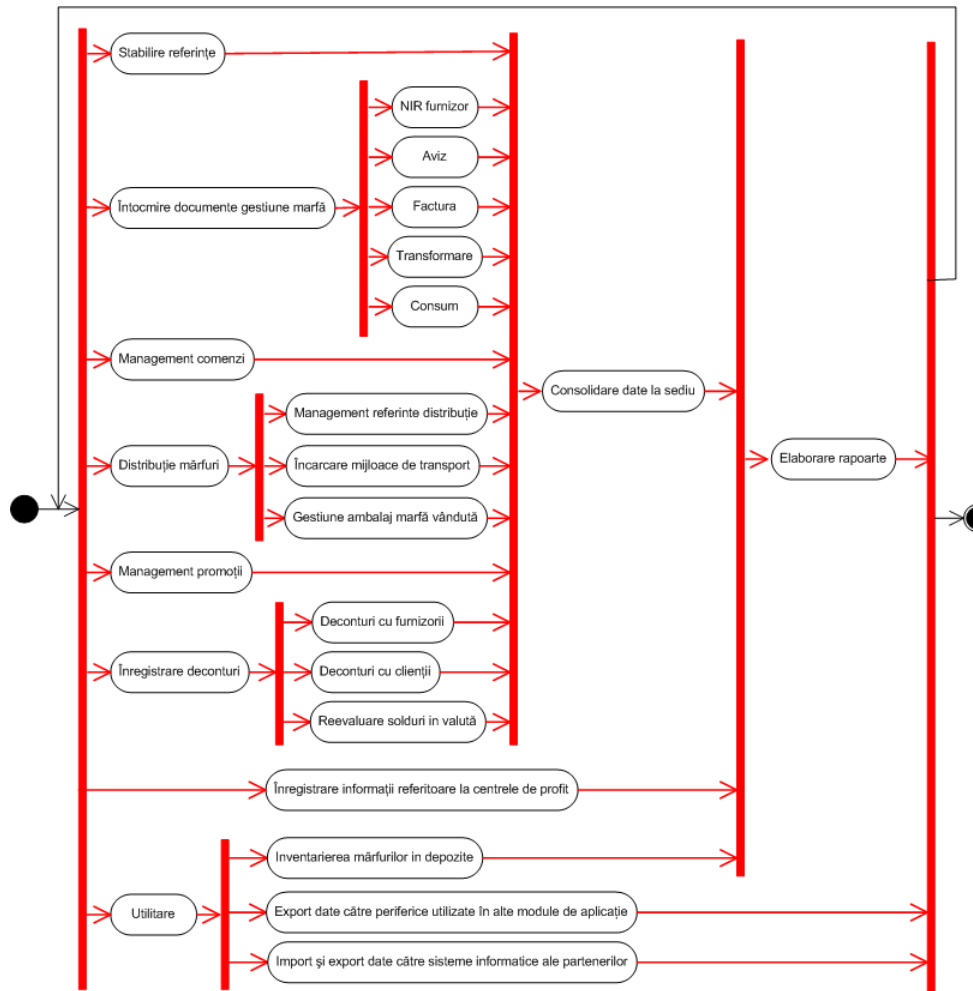 Stabilire referințe
NIR furnizor
Aviz
Întocmire documente gestiune marfă
Factura
Transformare
Consum
Management comenzi
Consolidare date la sediu
Management referinte distribuție
Distribuție mărfuri
Încarcare mijloace de transport
Elaborare rapoarte
Gestiune ambalaj marfă vândută
Management promoții
Deconturi cu furnizorii
Înregistrare deconturi
Deconturi cu clienții
Reevaluare solduri in valută
Înregistrare informații referitoare la centrele de profit
Inventarierea mărfurilor in depozite
Utilitare
Export date către periferice utilizate în alte module de aplicație
Import și export date către sisteme informatice ale partenerilor